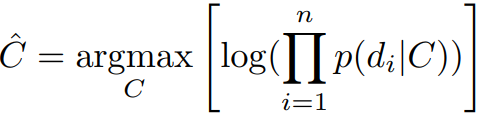 Ĉ = argmax_C [log(∏_{i=1}^{n} p(d_i|C))]